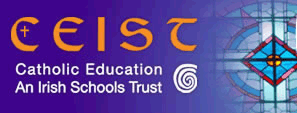 CEIST
Catholic Education
An Irish Schools Trust